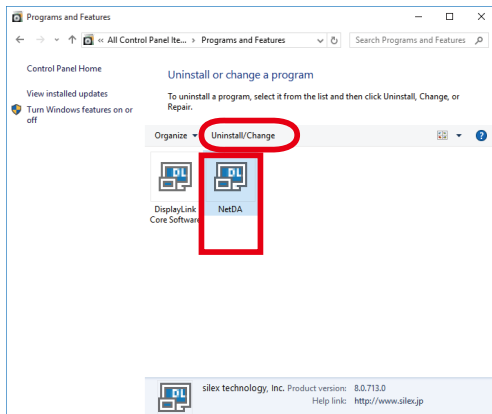 Programs and Features
« All Control Panel Ite... › Programs and Features
Search Programs and Features
Control Panel Home
View installed updates
Turn Windows features on or
off
Uninstall or change a program
To uninstall a program, select it from the list and then click Uninstall, Change, or
Repair.
Organize
Uninstall/Change
DL
DL
DisplayLink
Core Software
NetDA
DL
silex technology, Inc. Product version: 8.0.713.0
Help link: http://www.silex.jp